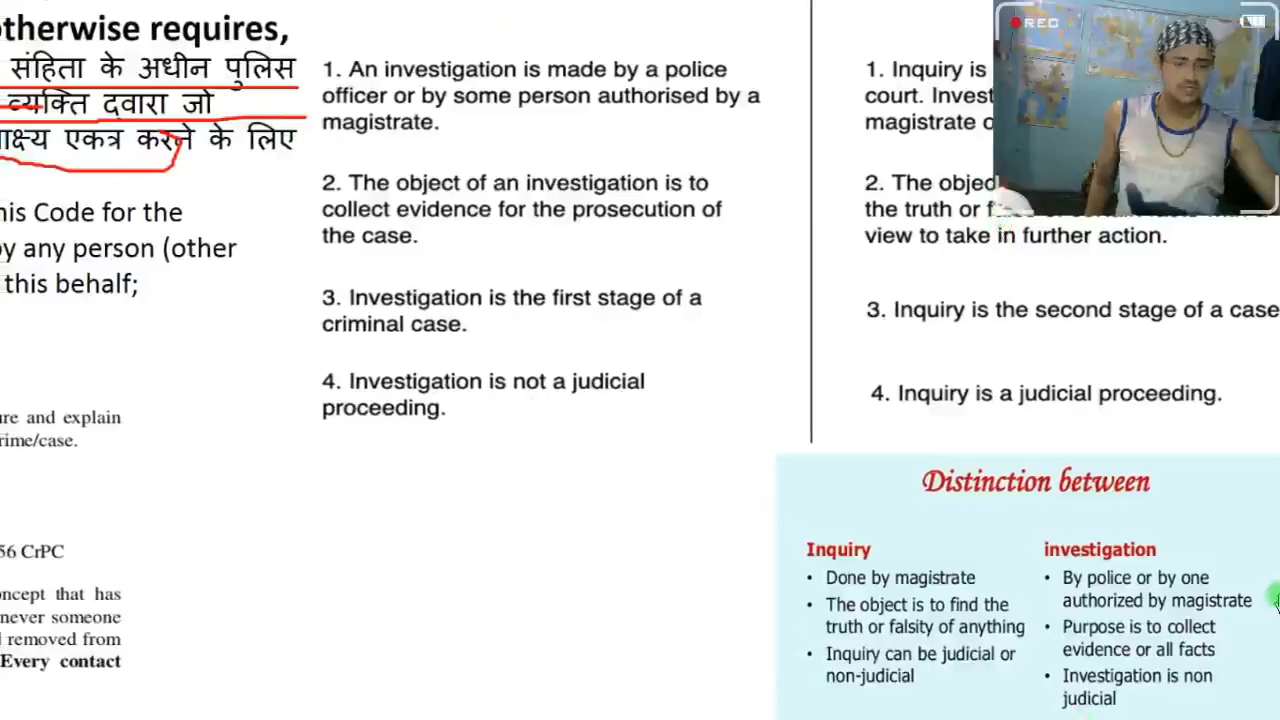 otherwise requires,
संहिता के अधीन पुलिस
व्यक्ति द्वारा जो
एकत्र करने के लिए
this Code for the
by any person (other
this behalf;
and explain
56 CrPC
that has
never someone
removed from
Every contact
1. An investigation is made by a police
officer or by some person authorised by a
magistrate.
2. The object of an investigation is to
collect evidence for the prosecution of
the case.
3. Investigation is the first stage of a
criminal case.
4. Investigation is not a judicial
proceeding.
1. Inquiry is
court.
magistrate
2. The
the truth or
view to take in further action.
3. Inquiry is the second stage of a case
4. Inquiry is a judicial proceeding.
REC
Distinction between
Inquiry
• Done by magistrate
• The object is to find the
truth or falsity of anything
• Inquiry can be judicial or
non-judicial
investigation
• By police or by one
authorized by magistrate
• Purpose is to collect
evidence or all facts
• Investigation is non
judicial